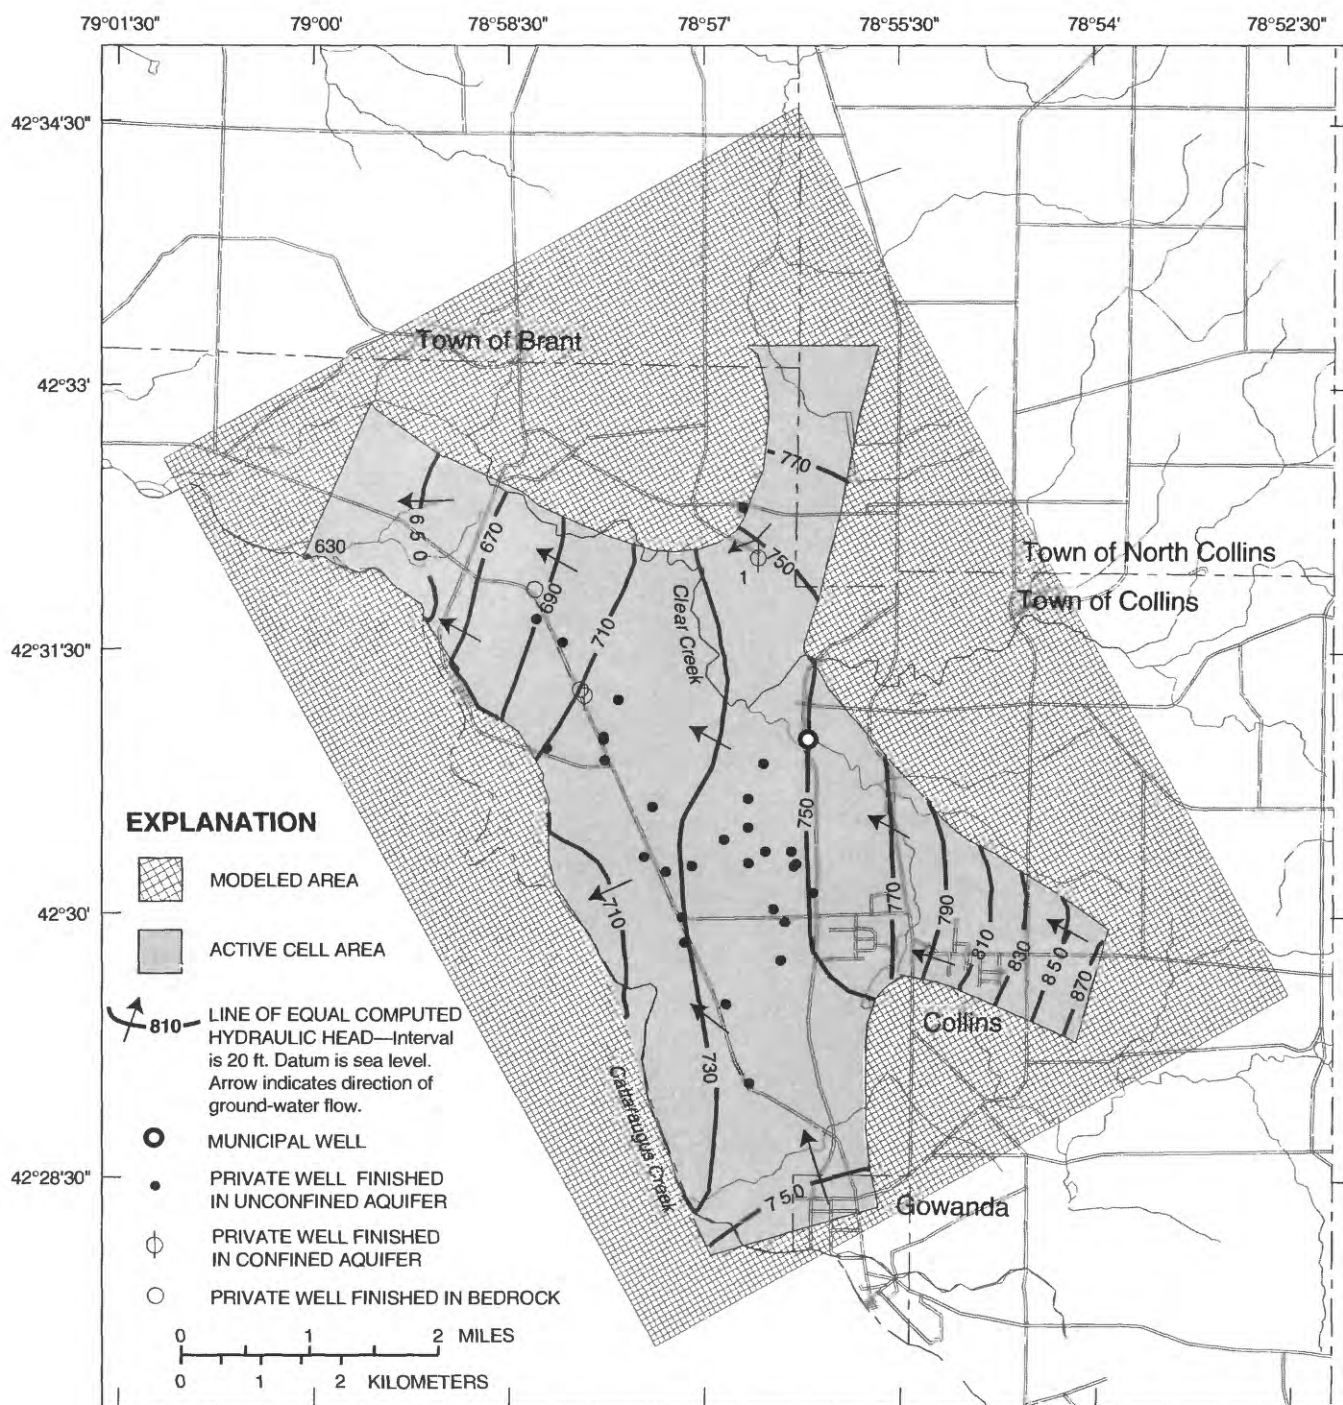 79°01'30" 79°00' 78°58'30" 78°57' 78°55'30" 78°54' 78°52'30"
42°34'30"
Town of Brant
42°33'
770
650
670
630
750
1
Town of North Collins
690
Town of Collins
710
Clear Creek
42°31'30"
750
EXPLANATION
MODELED AREA
770
790
710
42°30'
810
830
850
870
ACTIVE CELL AREA
810
LINE OF EQUAL COMPUTED
HYDRAULIC HEAD—Interval
is 20 ft. Datum is sea level.
Arrow indicates direction of
ground-water flow.
Collins
730
Cattaraugus Creek
MUNICIPAL WELL
42°28'30"
PRIVATE WELL FINISHED
IN UNCONFINED AQUIFER
750
Gowanda
PRIVATE WELL FINISHED
IN CONFINED AQUIFER
PRIVATE WELL FINISHED IN BEDROCK
0 1 2 MILES
0 1 2 KILOMETERS